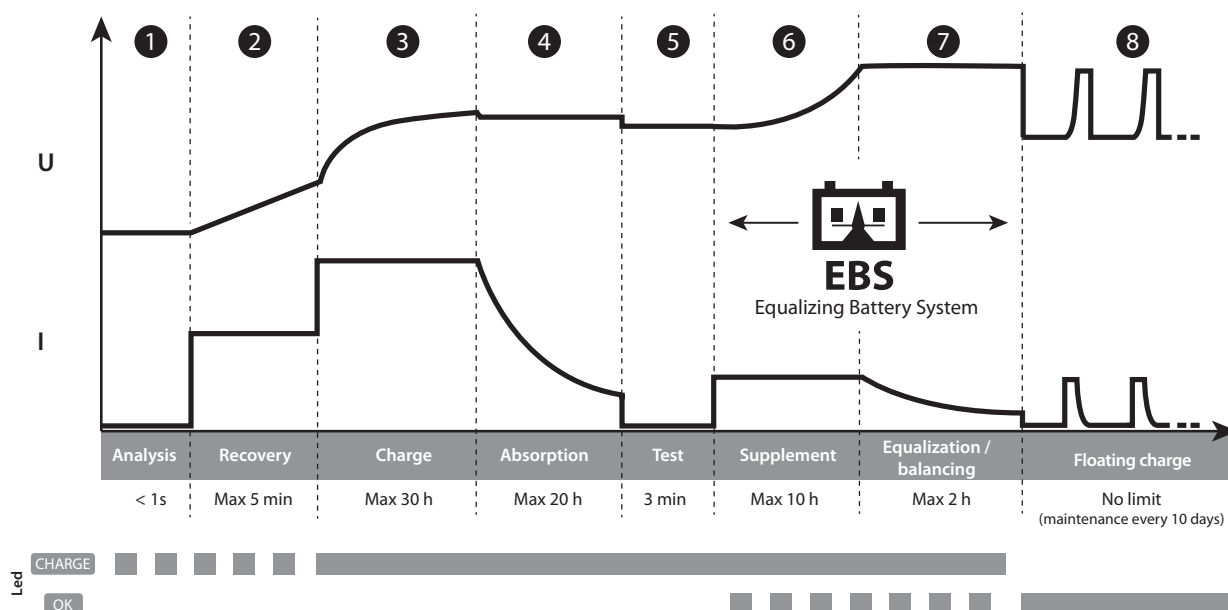 1 2 3 4 5 6 7 8
U
EBS
Equalizing Battery System
I
Analysis Recovery Charge Absorption Test Supplement Equalization / balancing Floating charge
< 1s Max 5 min Max 30 h Max 20 h 3 min Max 10 h Max 2 h No limit
(maintenance every 10 days)
Led
CHARGE
OK